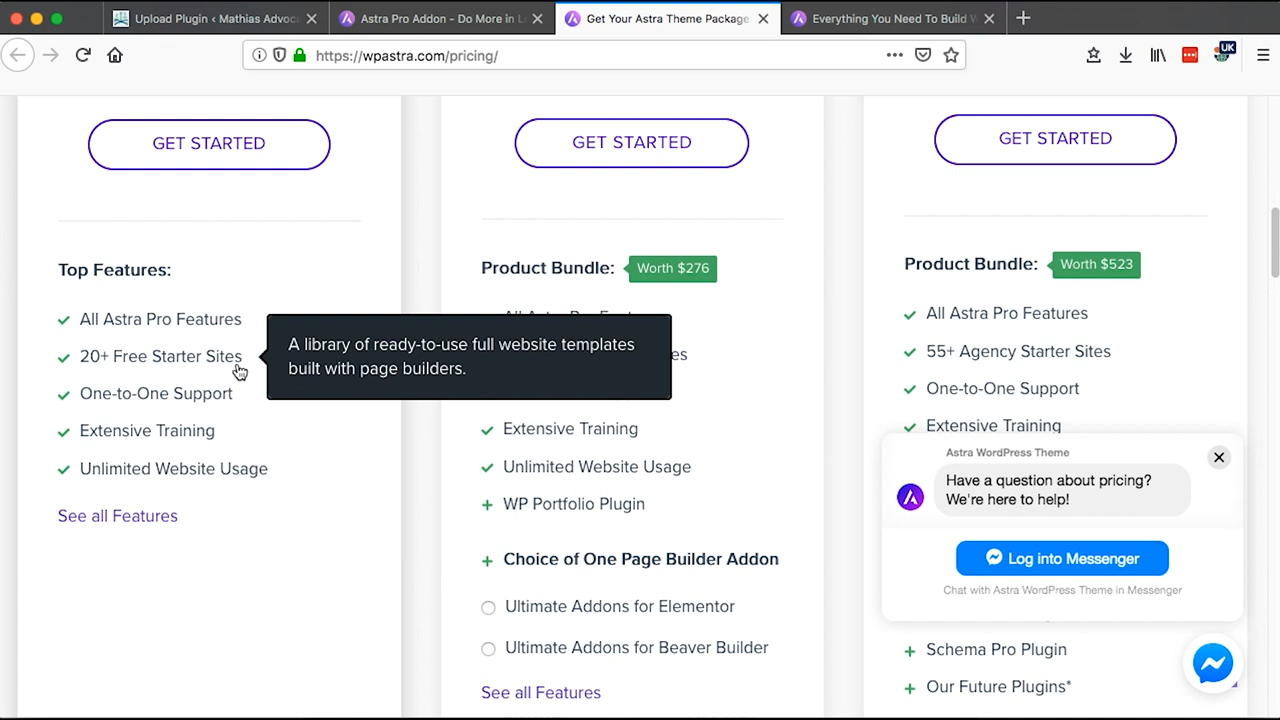 Upload Plugin ‹ Mathias Advoc
Astra Pro Addon - Do More in L
Get Your Astra Theme Package
Everything You Need To Build W
https://wpastra.com/pricing/
UK
GET STARTED
Top Features:
All Astra Pro Features
20+ Free Starter Sites
One-to-One Support
Extensive Training
Unlimited Website Usage
See all Features
A library of ready-to-use full website templates
built with page builders.
GET STARTED
Product Bundle:
Worth $276
Extensive Training
Unlimited Website Usage
WP Portfolio Plugin
Choice of One Page Builder Addon
Ultimate Addons for Elementor
Ultimate Addons for Beaver Builder
See all Features
GET STARTED
Product Bundle:
Worth $523
All Astra Pro Features
55+ Agency Starter Sites
One-to-One Support
Extensive Training
Astra WordPress Theme
Have a question about pricing?
We're here to help!
Log into Messenger
Chat with Astra WordPress Theme in Messenger
Schema Pro Plugin
Our Future Plugins*